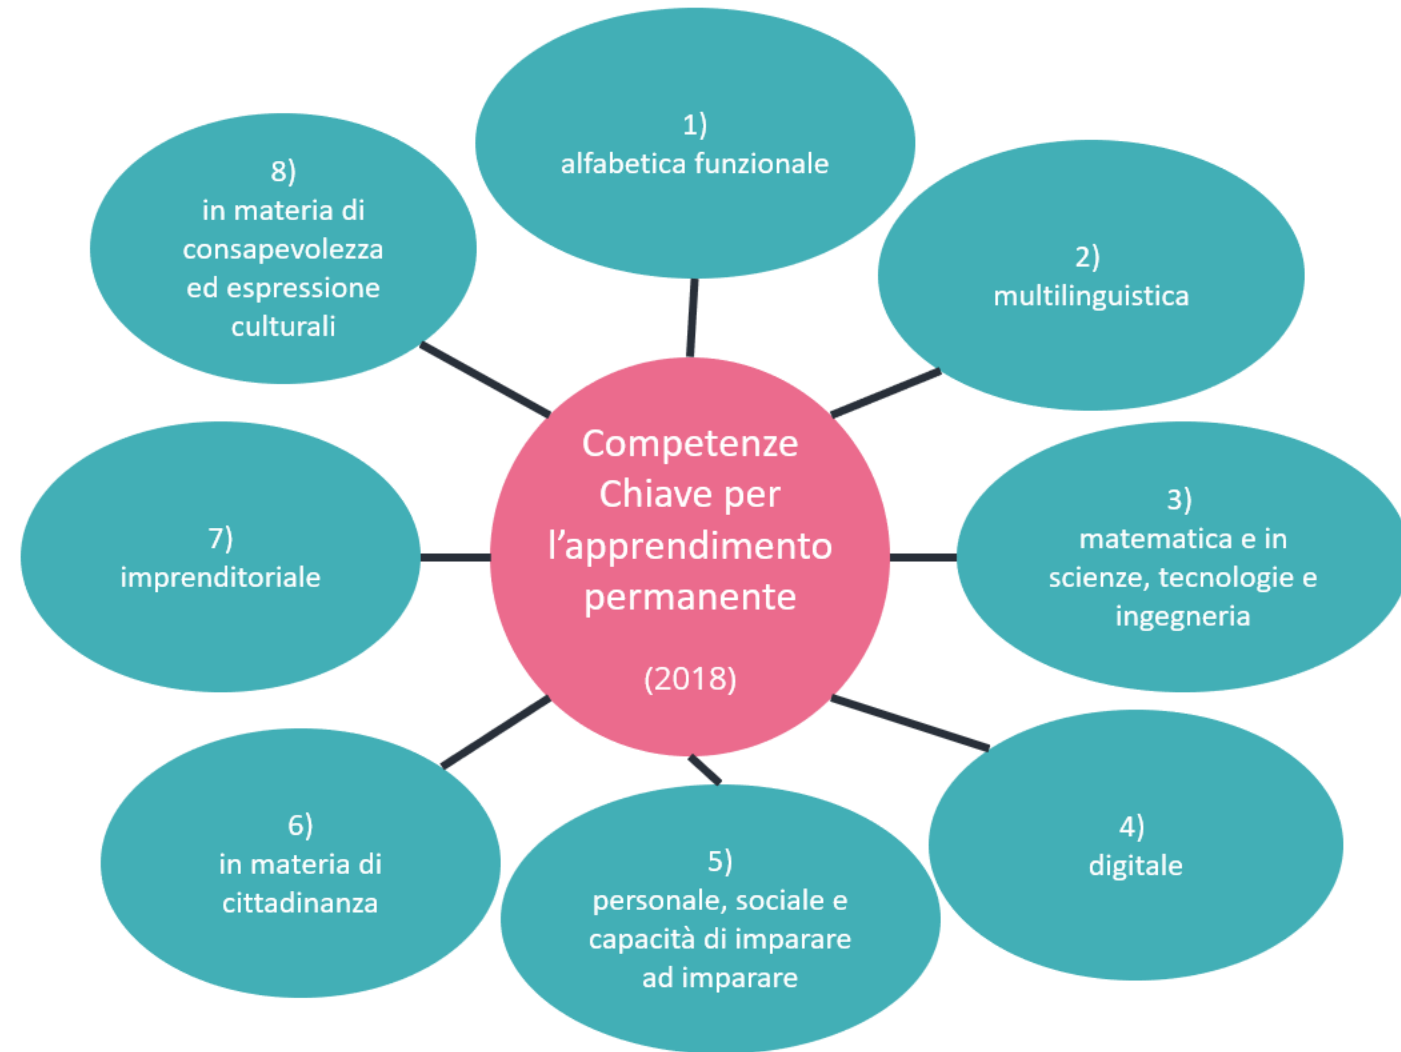 1)
alfabetica funzionale
2)
multilinguistica
3)
matematica e in
scienze, tecnologie e
ingegneria
4)
digitale
5)
personale, sociale e
capacità di imparare
ad imparare
6)
in materia di
cittadinanza
7)
imprenditoriale
8)
in materia di
consapevolezza
ed espressione
culturali
Competenze
Chiave per
l’apprendimento
permanente
(2018)